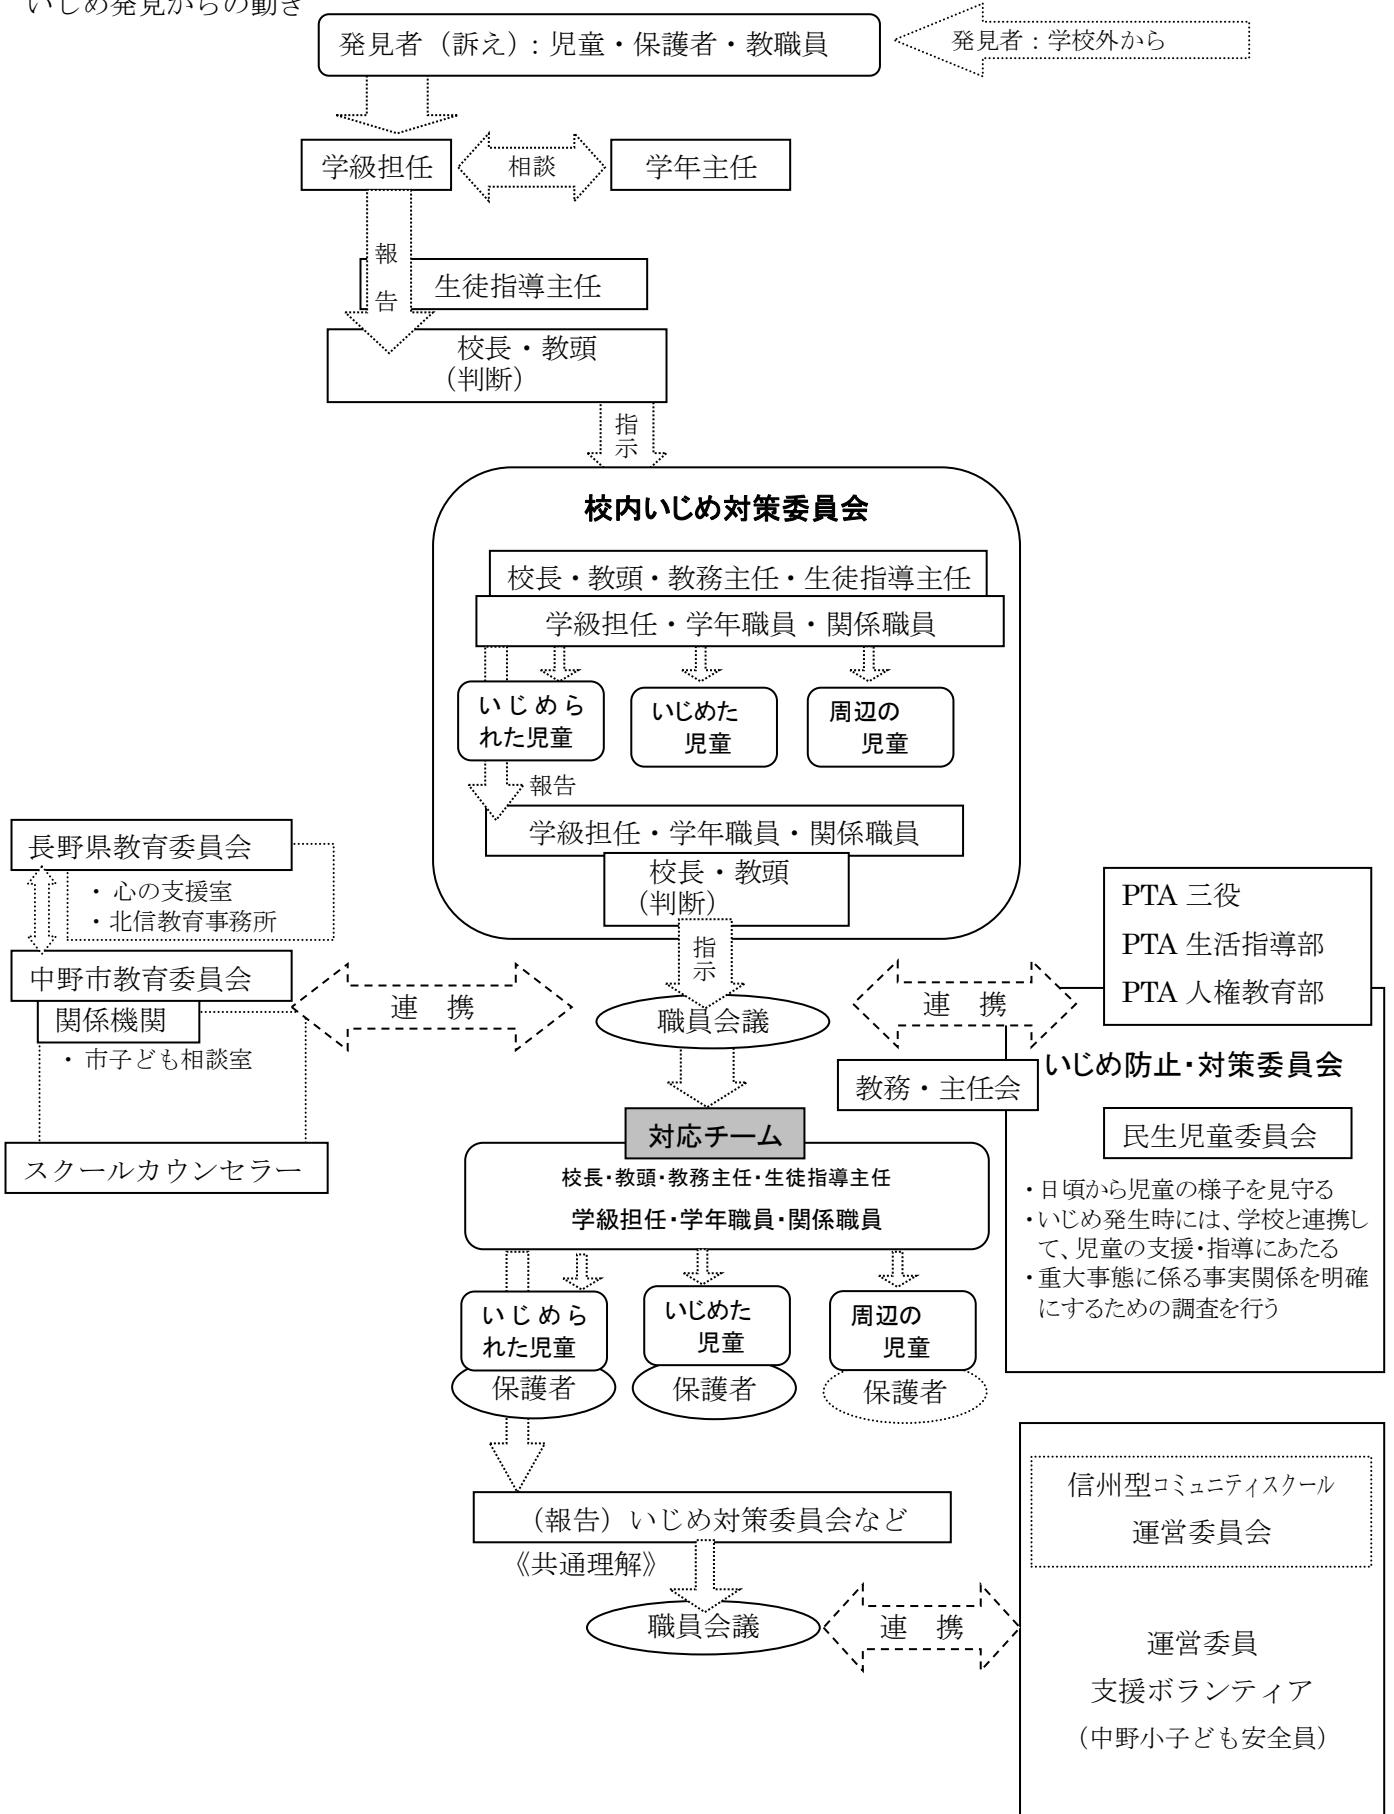 いじめ発見からの動き
発見者（訴え）：児童・保護者・教職員
発見者：学校外から
学級担任
相談
学年主任
報
告
生徒指導主任
校長・教頭
（判断）
指
示
校内いじめ対策委員会
校長・教頭・教務主任・生徒指導主任
学級担任・学年職員・関係職員
いじめら
れた児童
いじめた
児童
周辺の
児童
報告
学級担任・学年職員・関係職員
校長・教頭
（判断）
指
示
長野県教育委員会
・心の支援室
・北信教育事務所
中野市教育委員会
関係機関
・市子ども相談室
スクールカウンセラー
連　携
職員会議
連　携
PTA 三役
PTA 生活指導部
PTA 人権教育部
いじめ防止・対策委員会
教務・主任会
民生児童委員会
・日頃から児童の様子を見守る
・いじめ発生時には、学校と連携し
て、児童の支援・指導にあたる
・重大事態に係る事実関係を明確
にするための調査を行う
対応チーム
校長・教頭・教務主任・生徒指導主任
学級担任・学年職員・関係職員
いじめら
れた児童
保護者
いじめた
児童
保護者
周辺の
児童
保護者
（報告）いじめ対策委員会など
《共通理解》
職員会議
連　携
信州型コミュニティスクール
運営委員会
運営委員
支援ボランティア
（中野小子ども安全員）